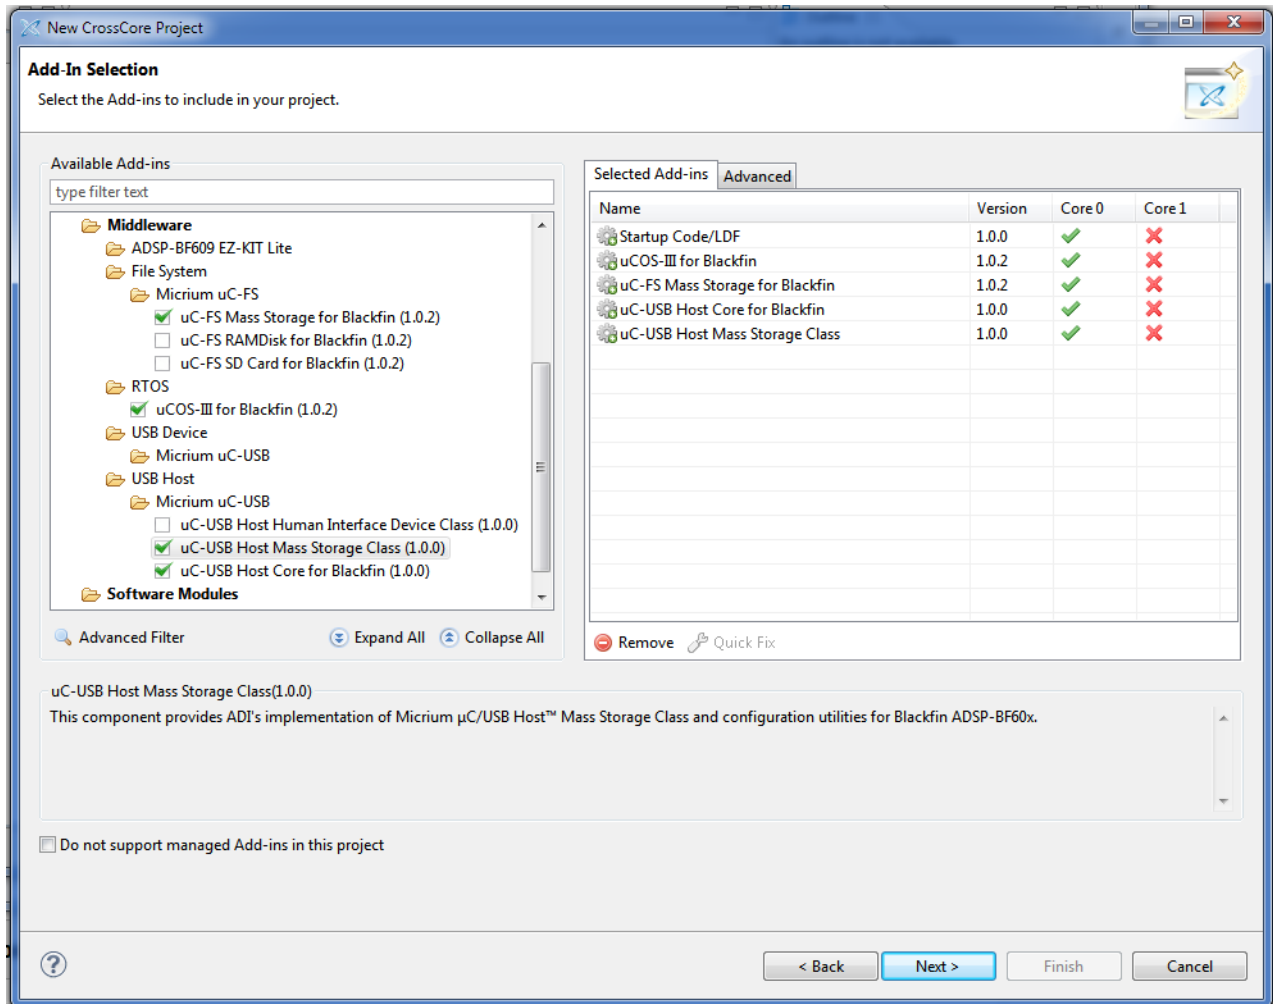 New CrossCore Project
Add-In Selection
Select the Add-ins to include in your project.
Available Add-ins
type filter text
Middleware
ADSP-BF609 EZ-KIT Lite
File System
Micrium uC-FS
uC-FS Mass Storage for Blackfin (1.0.2)
uC-FS RAMDisk for Blackfin (1.0.2)
uC-FS SD Card for Blackfin (1.0.2)
RTOS
uCOS-III for Blackfin (1.0.2)
USB Device
Micrium uC-USB
USB Host
Micrium uC-USB
uC-USB Host Human Interface Device Class (1.0.0)
uC-USB Host Mass Storage Class (1.0.0)
uC-USB Host Core for Blackfin (1.0.0)
Software Modules
Advanced Filter Expand All Collapse All
Selected Add-ins Advanced
Name Version Core 0 Core 1
Startup Code/LDF 1.0.0
uCOS-III for Blackfin 1.0.2
uC-FS Mass Storage for Blackfin 1.0.2
uC-USB Host Core for Blackfin 1.0.0
uC-USB Host Mass Storage Class 1.0.0
Remove Quick Fix
uC-USB Host Mass Storage Class(1.0.0)
This component provides ADI's implementation of Micrium µC/USB Host™ Mass Storage Class and configuration utilities for Blackfin ADSP-BF60x.
Do not support managed Add-ins in this project
? < Back Next > Finish Cancel